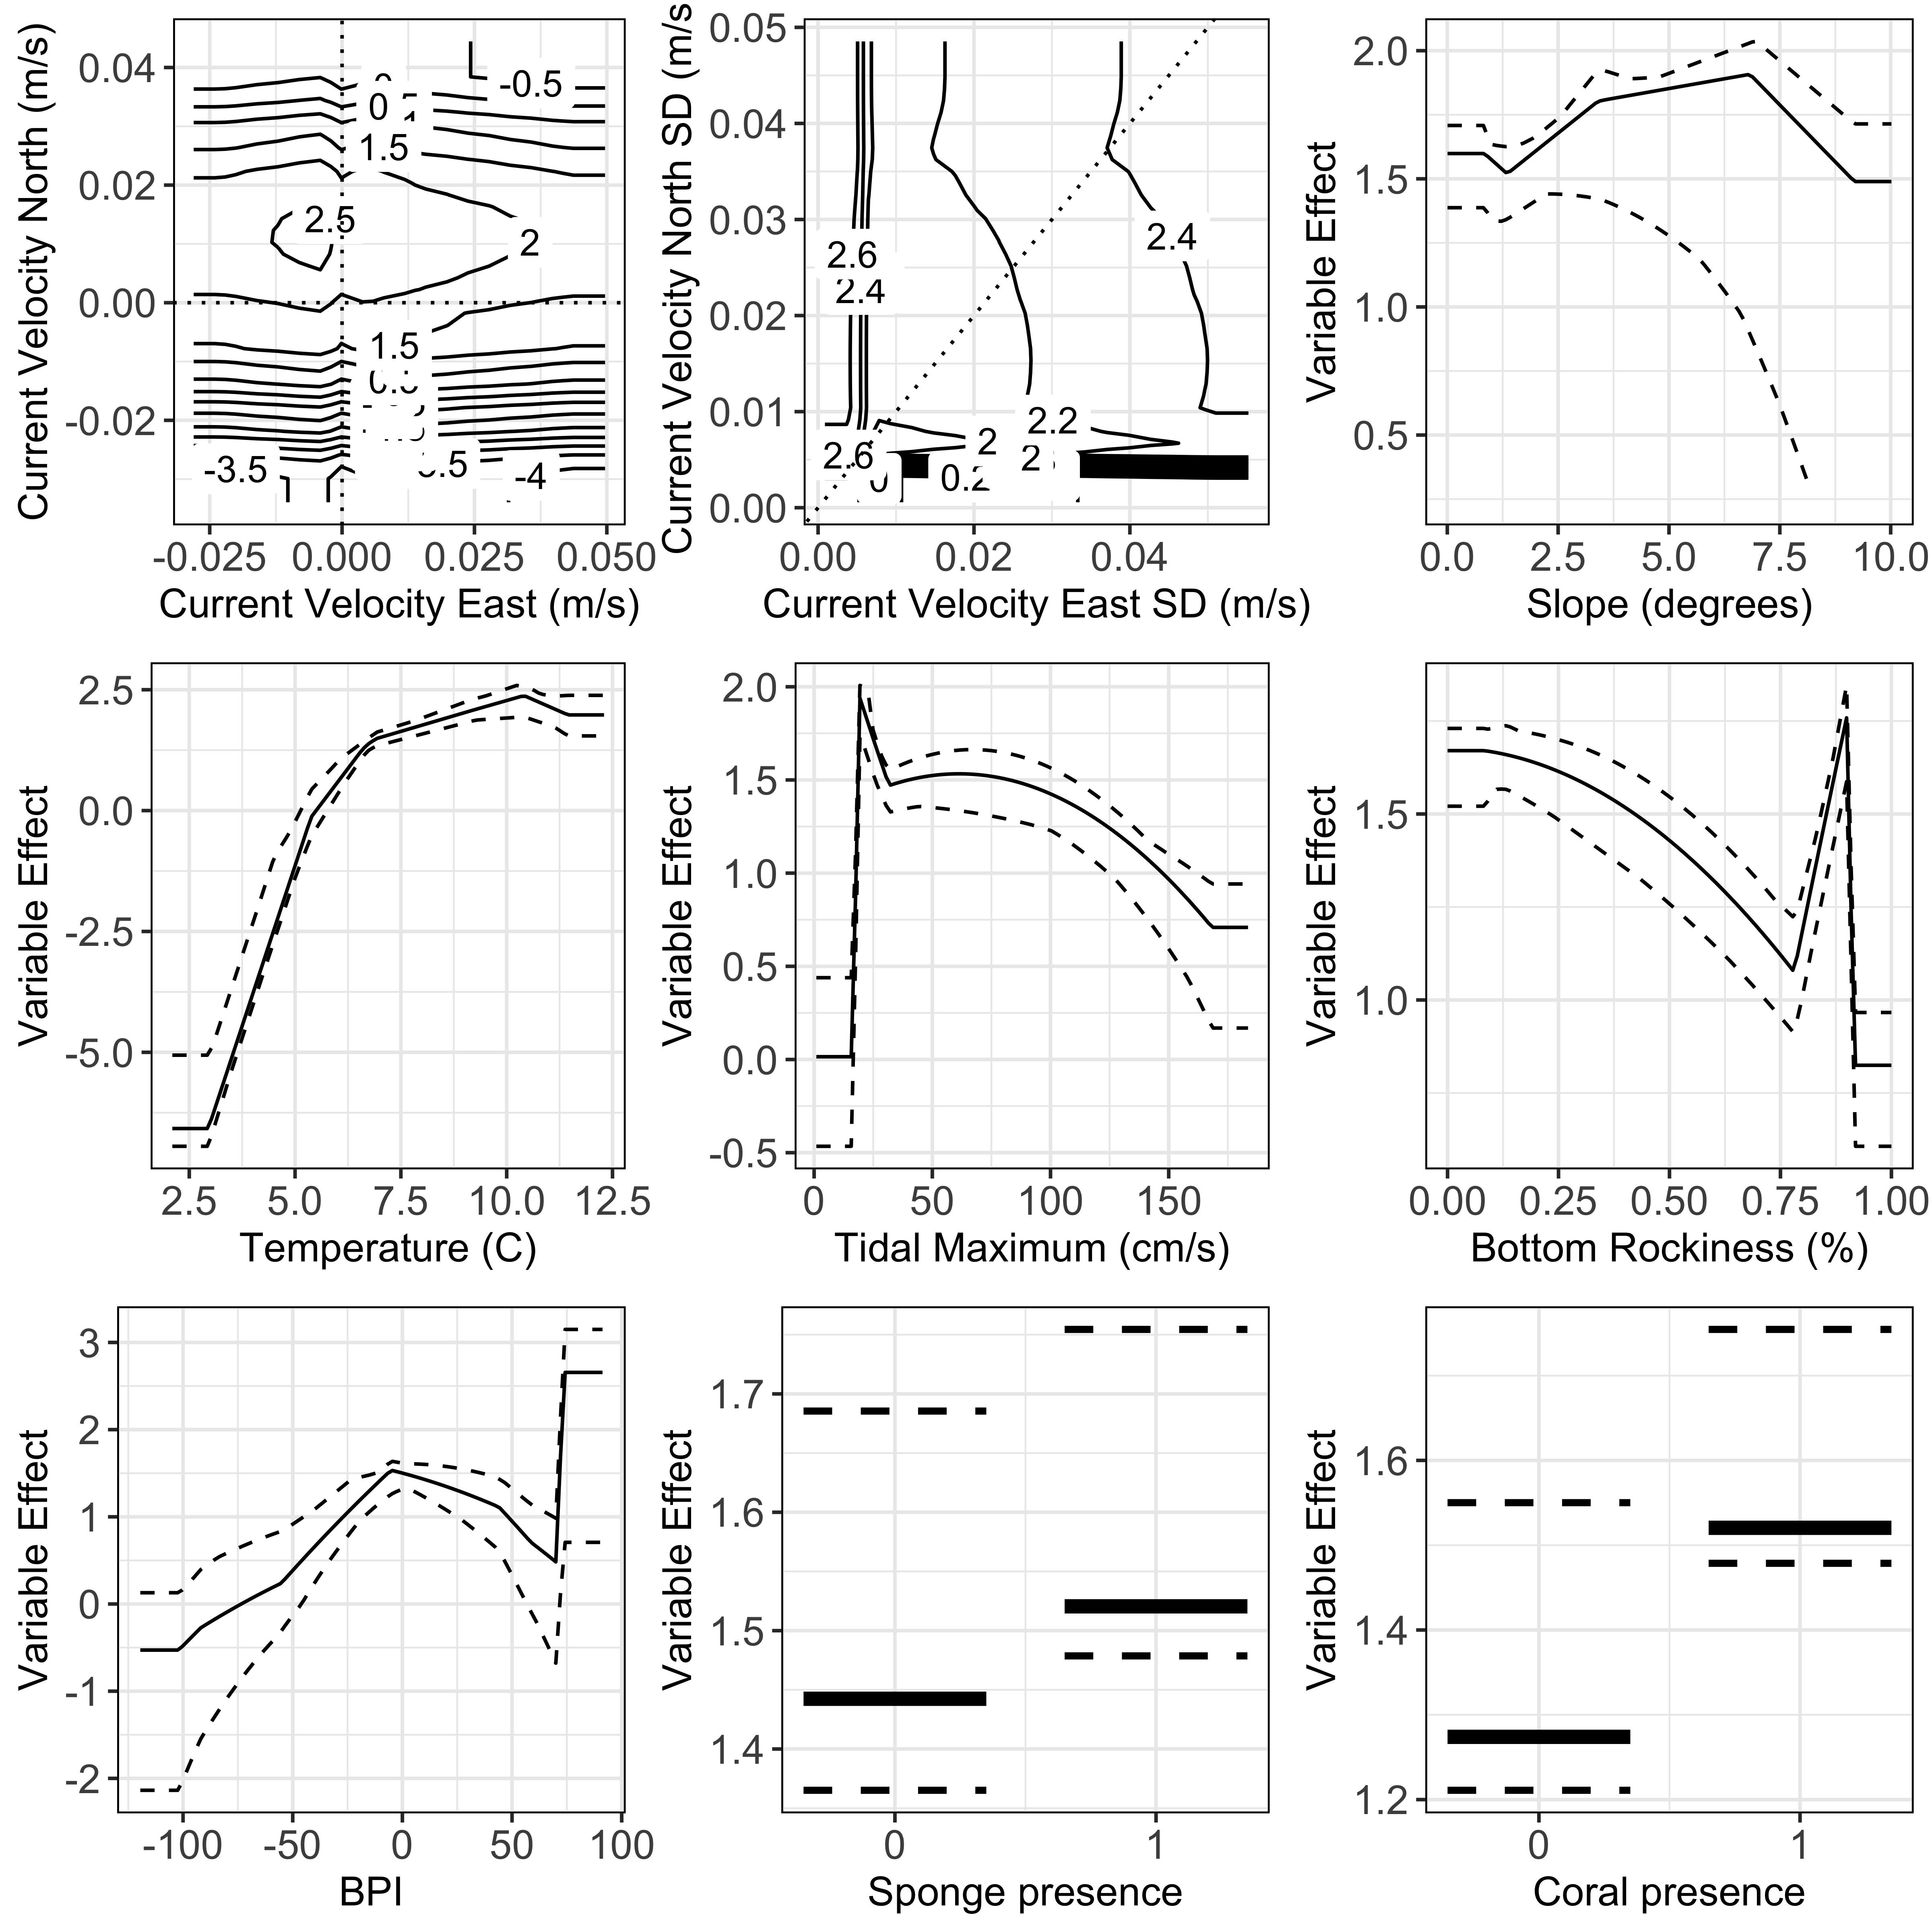 Current Velocity North (m/s)
0.04
0.02
0.00
-0.02
-0.5
0
1.5
2.5
2
1.5
-3.5
-4
-0.025 0.000 0.025 0.050
Current Velocity East (m/s)
Current Velocity North SD (m/s
0.05
0.04
0.03
0.02
0.01
0.00
2.6
2.4
2.4
2.2
2
2.6
2
0
0.00 0.02 0.04
Current Velocity East SD (m/s)
Variable Effect
2.0
1.5
1.0
0.5
0.0 2.5 5.0 7.5 10.0
Slope (degrees)
Variable Effect
2.5
0.0
-2.5
-5.0
2.5 5.0 7.5 10.0 12.5
Temperature (C)
Variable Effect
2.0
1.5
1.0
0.5
0.0
-0.5
0 50 100 150
Tidal Maximum (cm/s)
Variable Effect
1.5
1.0
0.00 0.25 0.50 0.75 1.00
Bottom Rockiness (%)
Variable Effect
3
2
1
0
-1
-2
-100 -50 0 50 100
BPI
Variable Effect
1.7
1.6
1.5
1.4
0 1
Sponge presence
Variable Effect
1.6
1.4
1.2
0 1
Coral presence